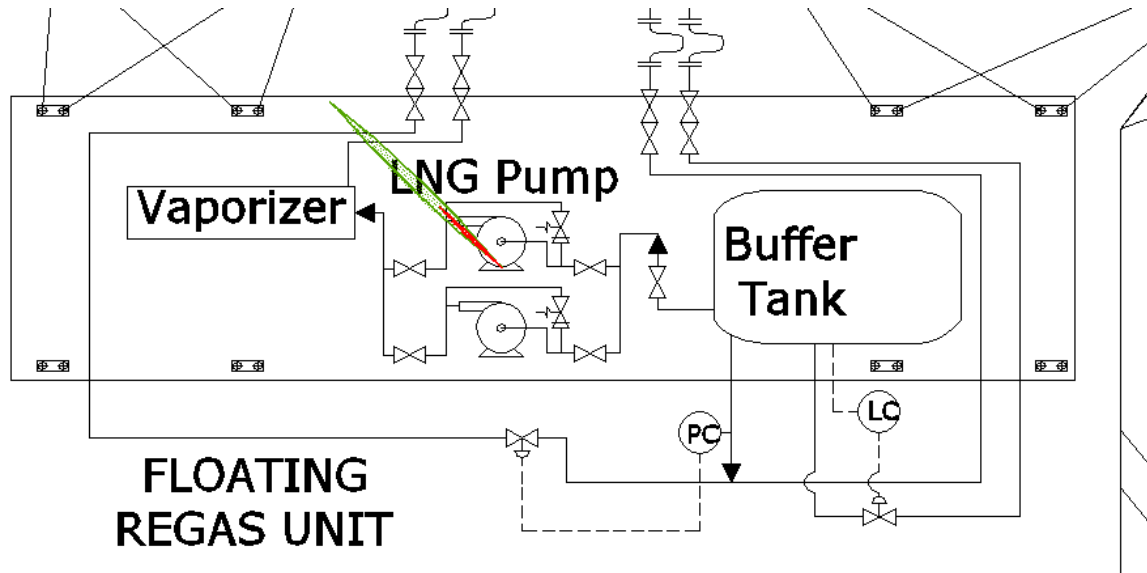 LNG Pump
Vaporizer
Buffer
Tank
PC
LC
FLOATING
REGAS UNIT